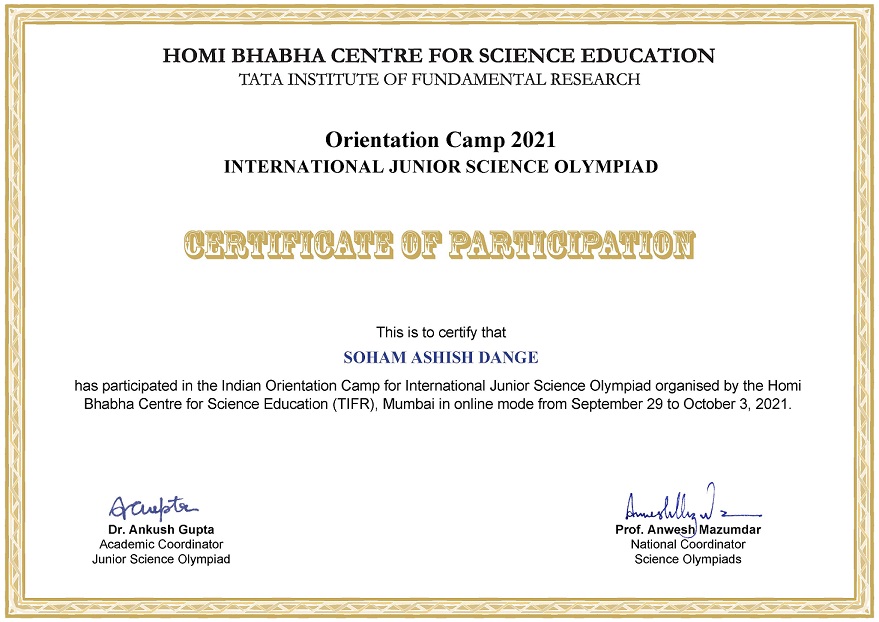 HOMI BHABHA CENTRE FOR SCIENCE EDUCATION
TATA INSTITUTE OF FUNDAMENTAL RESEARCH
Orientation Camp 2021
INTERNATIONAL JUNIOR SCIENCE OLYMPIAD
CERTIFICATE OF PARTICIPATION
This is to certify that
SOHAM ASHISH DANGE
has participated in the Indian Orientation Camp for International Junior Science Olympiad organised by the Homi
Bhabha Centre for Science Education (TIFR), Mumbai in online mode from September 29 to October 3, 2021.
Dr. Ankush Gupta
Academic Coordinator
Junior Science Olympiad
Prof. Anwesh Mazumdar
National Coordinator
Science Olympiads